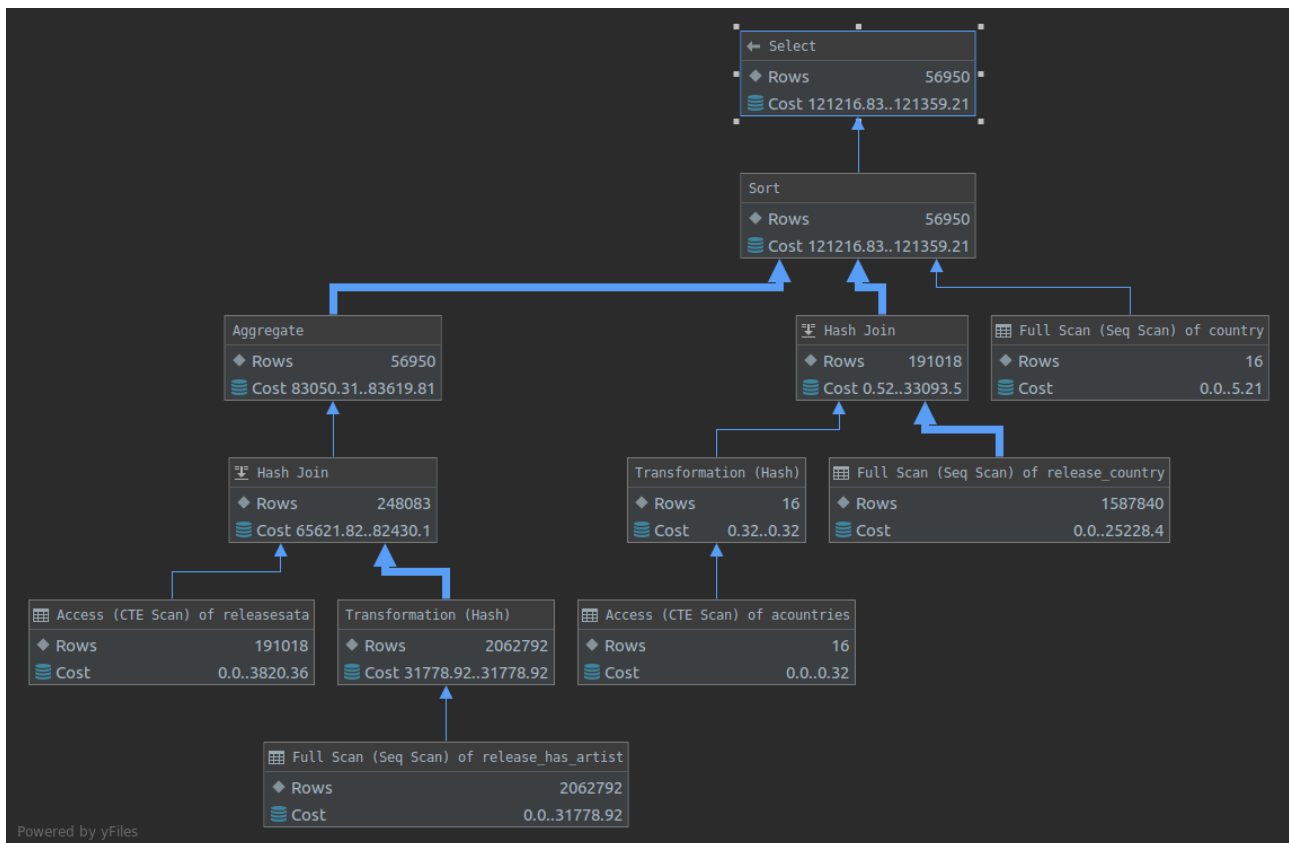 Select
Rows 56950
Cost 121216.83..121359.21
Sort
Rows 56950
Cost 121216.83..121359.21
Aggregate
Rows 56950
Cost 83050.31..83619.81
Hash Join
Rows 191018
Cost 0.52..33093.5
Full Scan (Seq Scan) of country
Rows 16
Cost 0.0..5.21
Hash Join
Rows 248083
Cost 65621.82..82430.1
Transformation (Hash)
Rows 16
Cost 0.32..0.32
Full Scan (Seq Scan) of release_country
Rows 1587840
Cost 0.0..25228.4
Access (CTE Scan) of releasesata
Rows 191018
Cost 0.0..3820.36
Transformation (Hash)
Rows 2062792
Cost 31778.92..31778.92
Access (CTE Scan) of acountries
Rows 16
Cost 0.0..0.32
Full Scan (Seq Scan) of release_has_artist
Rows 2062792
Cost 0.0..31778.92
Powered by yFiles